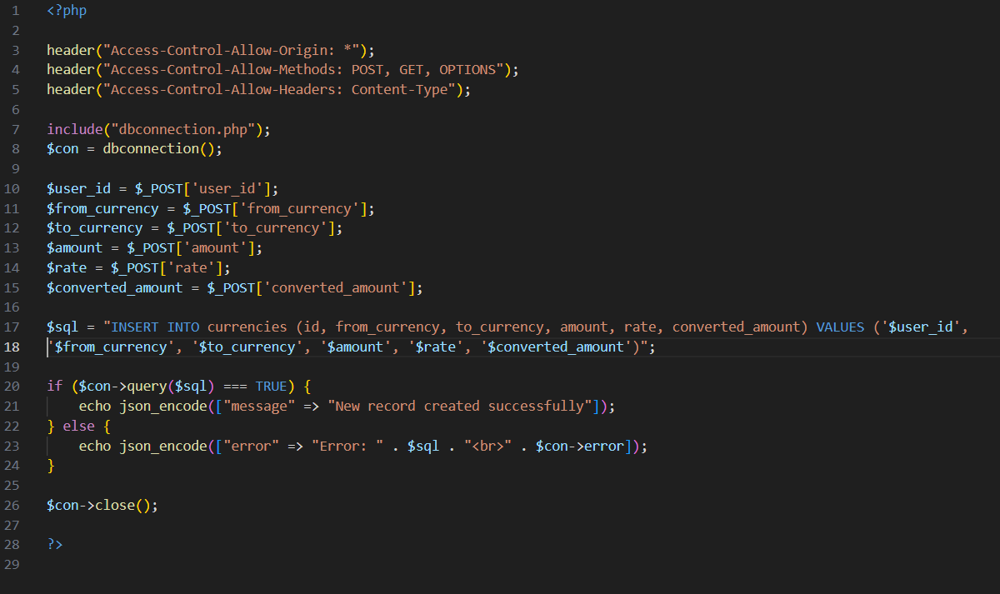 1 <?php
2
3 header("Access-Control-Allow-Origin: *");
4 header("Access-Control-Allow-Methods: POST, GET, OPTIONS");
5 header("Access-Control-Allow-Headers: Content-Type");
6
7 include("dbconnection.php");
8 $con = dbconnection();
9
10 $user_id = $_POST['user_id'];
11 $from_currency = $_POST['from_currency'];
12 $to_currency = $_POST['to_currency'];
13 $amount = $_POST['amount'];
14 $rate = $_POST['rate'];
15 $converted_amount = $_POST['converted_amount'];
16
17 $sql = "INSERT INTO currencies (id, from_currency, to_currency, amount, rate, converted_amount) VALUES ('$user_id',
18 '$from_currency', '$to_currency', '$amount', '$rate', '$converted_amount')";
19
20 if ($con->query($sql) === TRUE) {
21     echo json_encode(["message" => "New record created successfully"]);
22 } else {
23     echo json_encode(["error" => "Error: " . $sql . "<br>" . $con->error]);
24 }
25
26 $con->close();
27
28 ?>
29